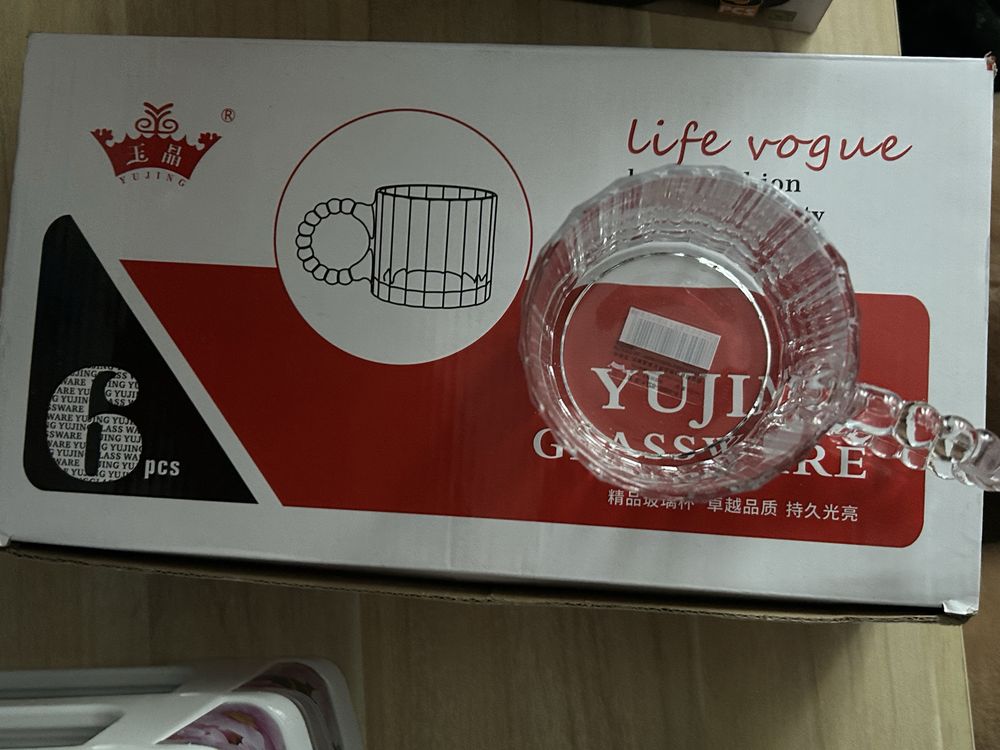 玉晶
®
YUJING
life vogue
6
pcs
YUJING
GLASSWARE
精品玻璃杯 卓越品质 持久光亮